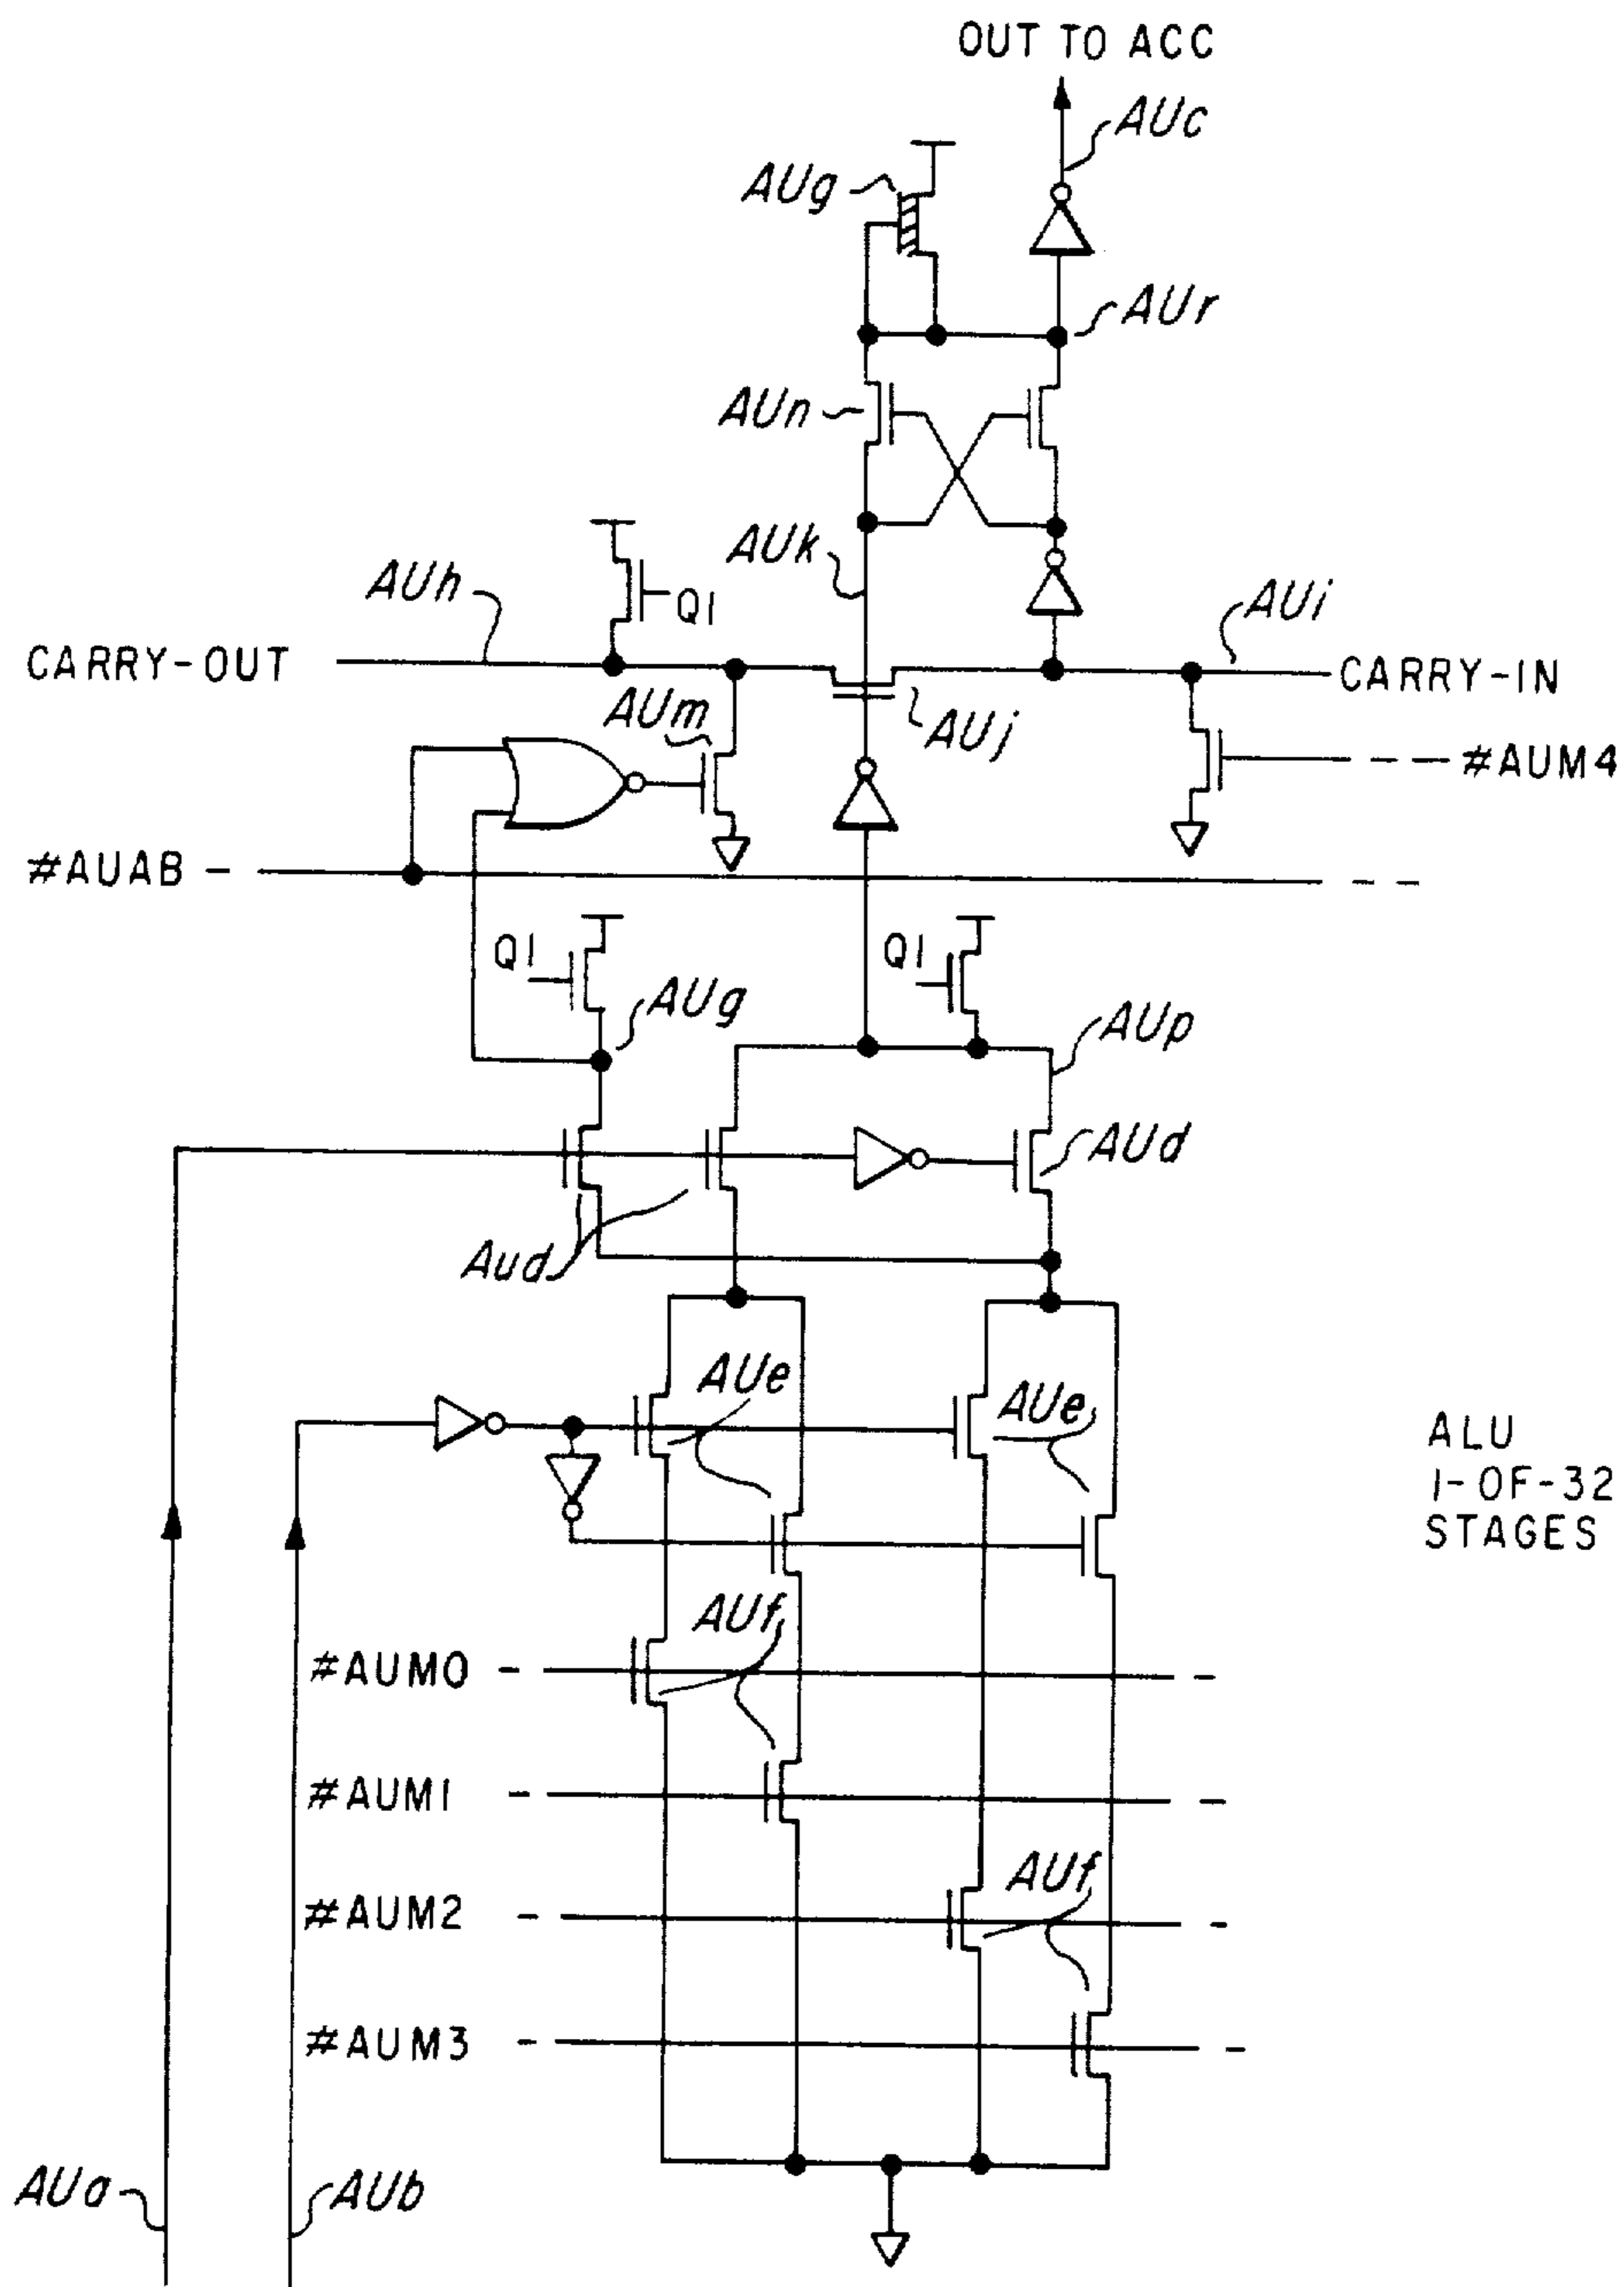 OUT TO ACC
AUc
AUg
AUr
AUn
AUk
AUh
Q1
AUi
CARRY-OUT
CARRY-IN
AUm
AUj
#AUM4
#AUAB
Q1
Q1
AUg
AUp
AUd
Aud
AUe
AUe
ALU
1-OF-32
STAGES
AUf
#AUM0
#AUM1
AUf
#AUM2
#AUM3
AUa
AUb